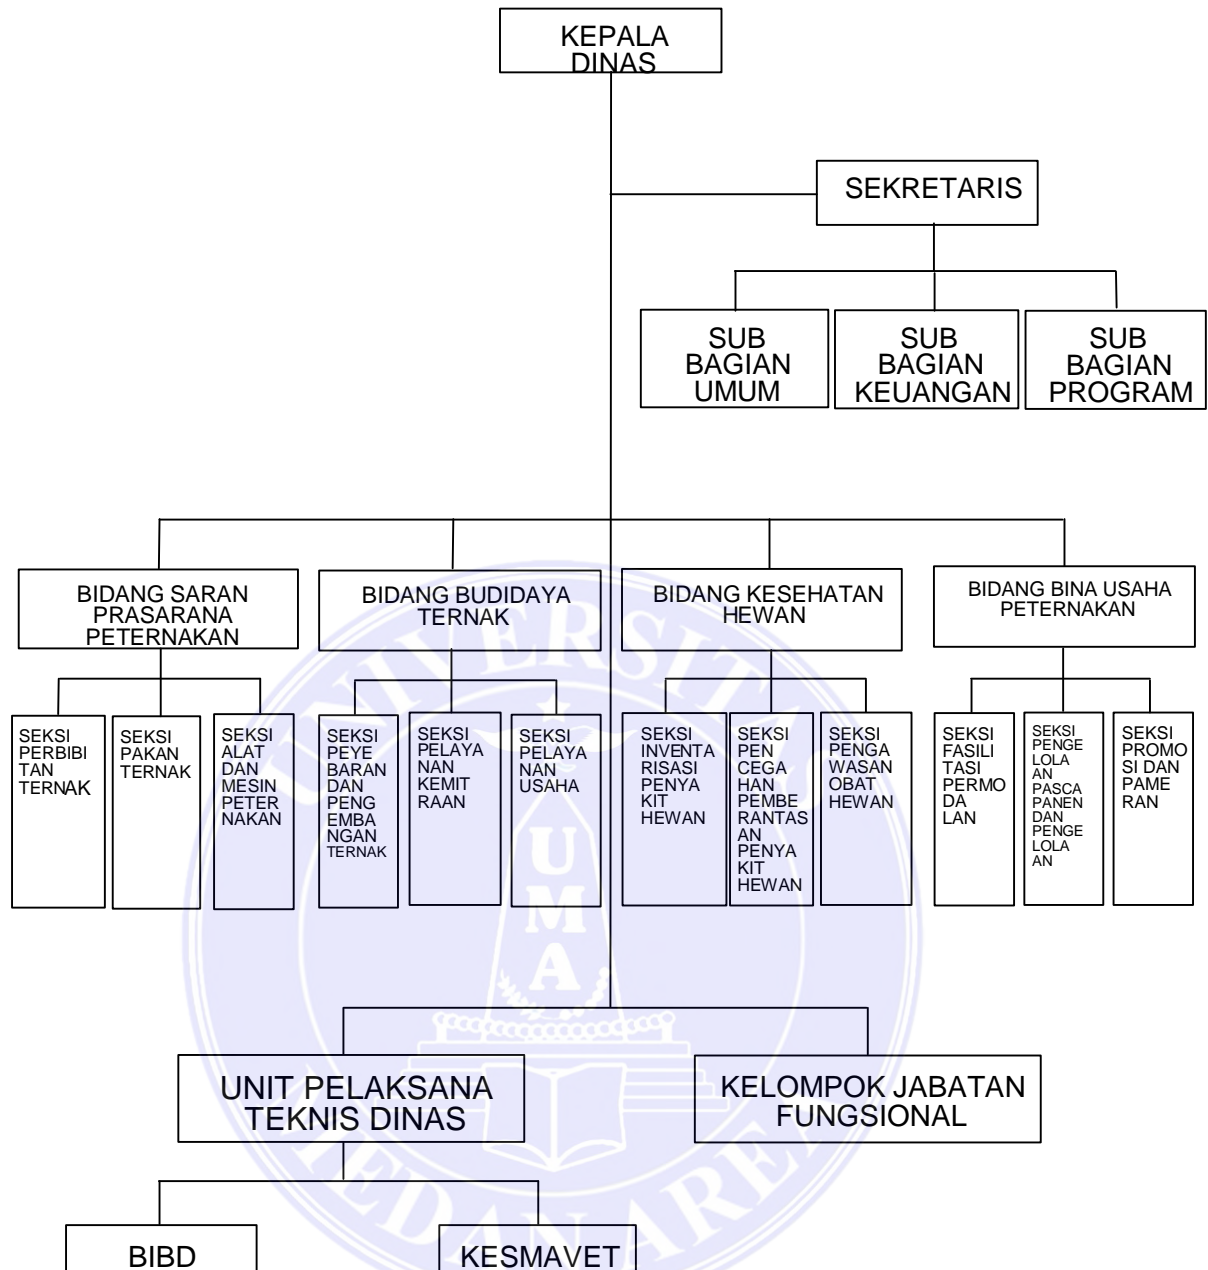 KEPALA
DINAS
SEKRETARIS
SUB
BAGIAN
UMUM
SUB
BAGIAN
KEUANGAN
SUB
BAGIAN
PROGRAM
BIDANG SARAN
PRASARANA
PETERNAKAN
BIDANG BUDIDAYA
TERNAK
BIDANG KESEHATAN
HEWAN
BIDANG BINA USAHA
PETERNAKAN
SEKSI
PERBIBI
TAN
TERNAK
SEKSI
PAKAN
TERNAK
SEKSI
ALAT
DAN
MESIN
PETER
NAKAN
SEKSI
PEYE
BARAN
DAN
PENG
EMBA
NGAN
TERNAK
SEKSI
PELAYA
NAN
KEMIT
RAAN
SEKSI
PELAYA
NAN
USAHA
SEKSI
INVENTA
RISASI
PENYA
KIT
HEWAN
SEKSI
PEN
CEGA
HAN
PEMBE
RANTAS
AN
PENYA
KIT
HEWAN
SEKSI
PENGA
WASAN
OBAT
HEWAN
SEKSI
FASILI
TASI
PERMO
DA
LAN
SEKSI
PENGE
LOLA
AN
PASCA
PANEN
DAN
PENGE
LOLA
AN
SEKSI
PROMO
SI DAN
PAME
RAN
UNIT PELAKSANA
TEKNIS DINAS
KELOMPOK JABATAN
FUNGSIONAL
BIBD
KESMAVET
UNIVERSITAS
MEDAN AREA
UMA